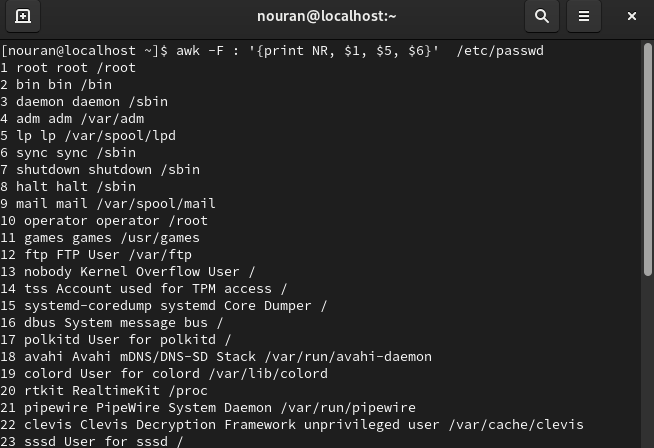 nouran@localhost:~
[nouran@localhost ~]$ awk -F : '{print NR, $1, $5, $6}'  /etc/passwd
1 root root /root
2 bin bin /bin
3 daemon daemon /sbin
4 adm adm /var/adm
5 lp lp /var/spool/lpd
6 sync sync /sbin
7 shutdown shutdown /sbin
8 halt halt /sbin
9 mail mail /var/spool/mail
10 operator operator /root
11 games games /usr/games
12 ftp FTP User /var/ftp
13 nobody Kernel Overflow User /
14 tss Account used for TPM access /
15 systemd-coredump systemd Core Dumper /
16 dbus System message bus /
17 polkitd User for polkitd /
18 avahi Avahi mDNS/DNS-SD Stack /var/run/avahi-daemon
19 colord User for colord /var/lib/colord
20 rtkit RealtimeKit /proc
21 pipewire PipeWire System Daemon /var/run/pipewire
22 clevis Clevis Decryption Framework unprivileged user /var/cache/clevis
23 sssd User for sssd /